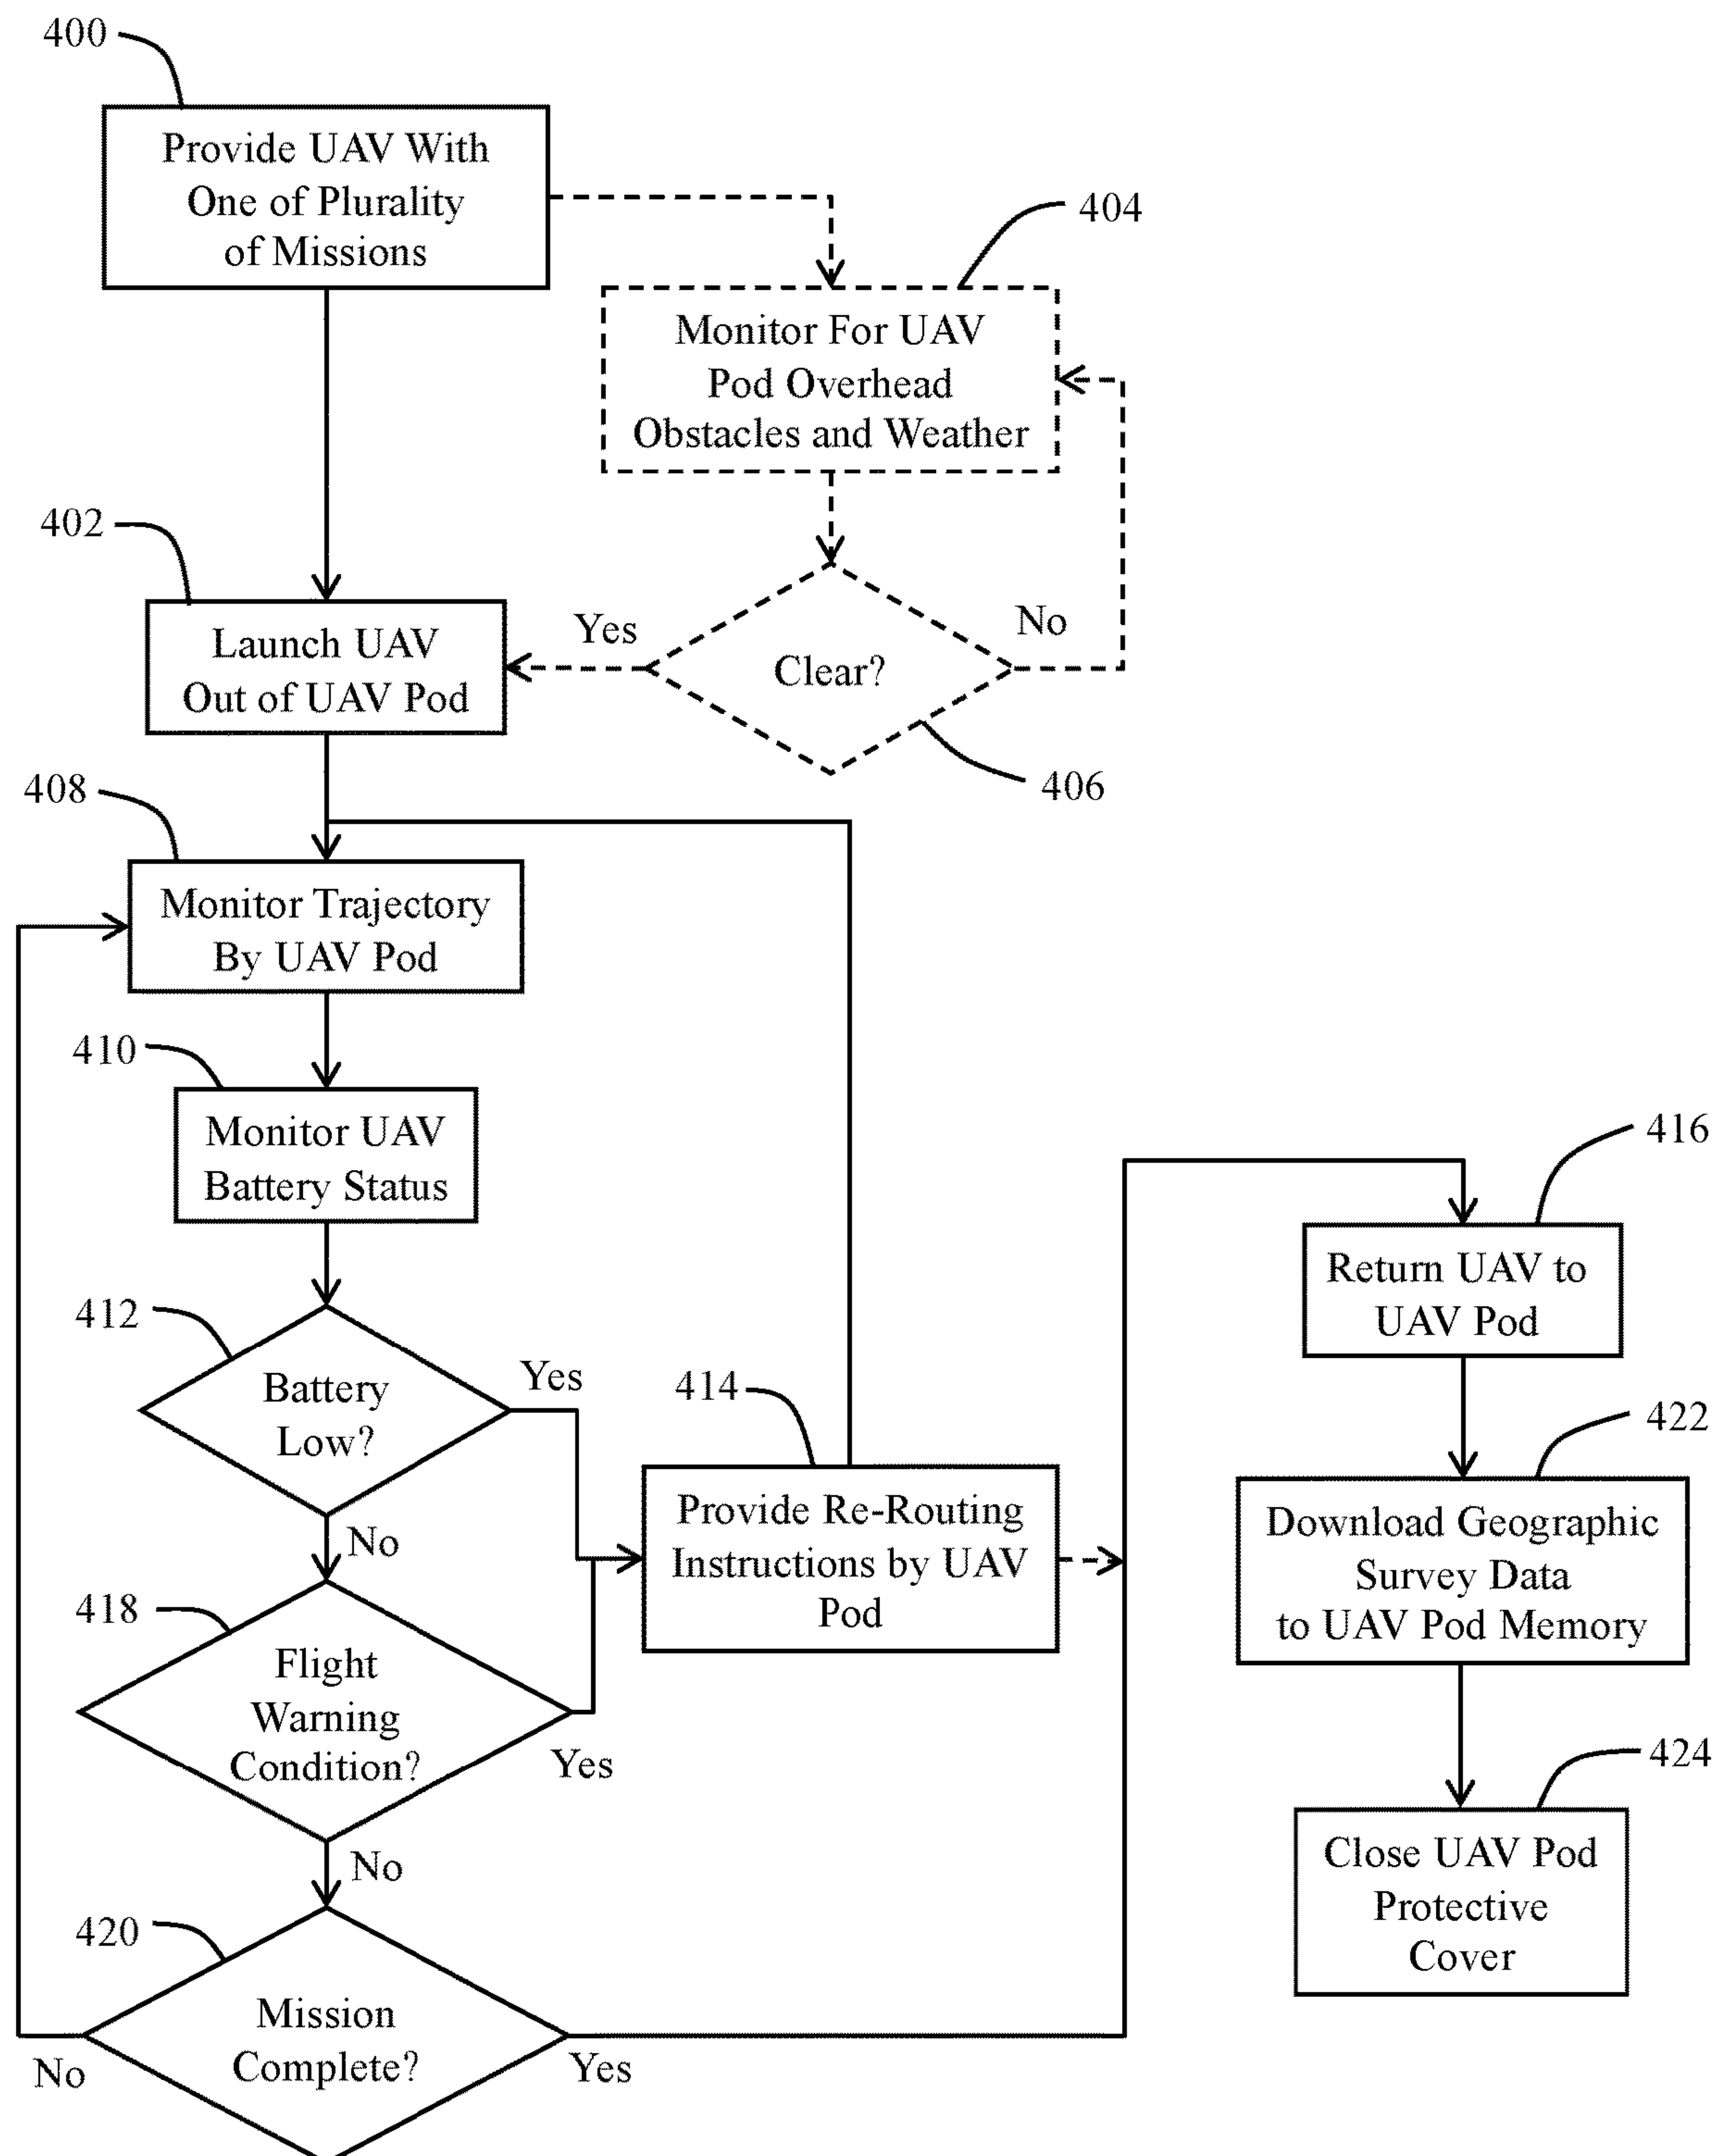 400
Provide UAV With
One of Plurality
of Missions
404
Monitor For UAV
Pod Overhead
Obstacles and Weather
402
Launch UAV
Out of UAV Pod
Yes
Clear?
No
406
408
Monitor Trajectory
By UAV Pod
410
Monitor UAV
Battery Status
412
Battery
Low?
Yes
No
414
Provide Re-Routing
Instructions by UAV
Pod
418
Flight
Warning
Condition?
Yes
No
420
Mission
Complete?
No
Yes
416
Return UAV to
UAV Pod
422
Download Geographic
Survey Data
to UAV Pod Memory
424
Close UAV Pod
Protective
Cover